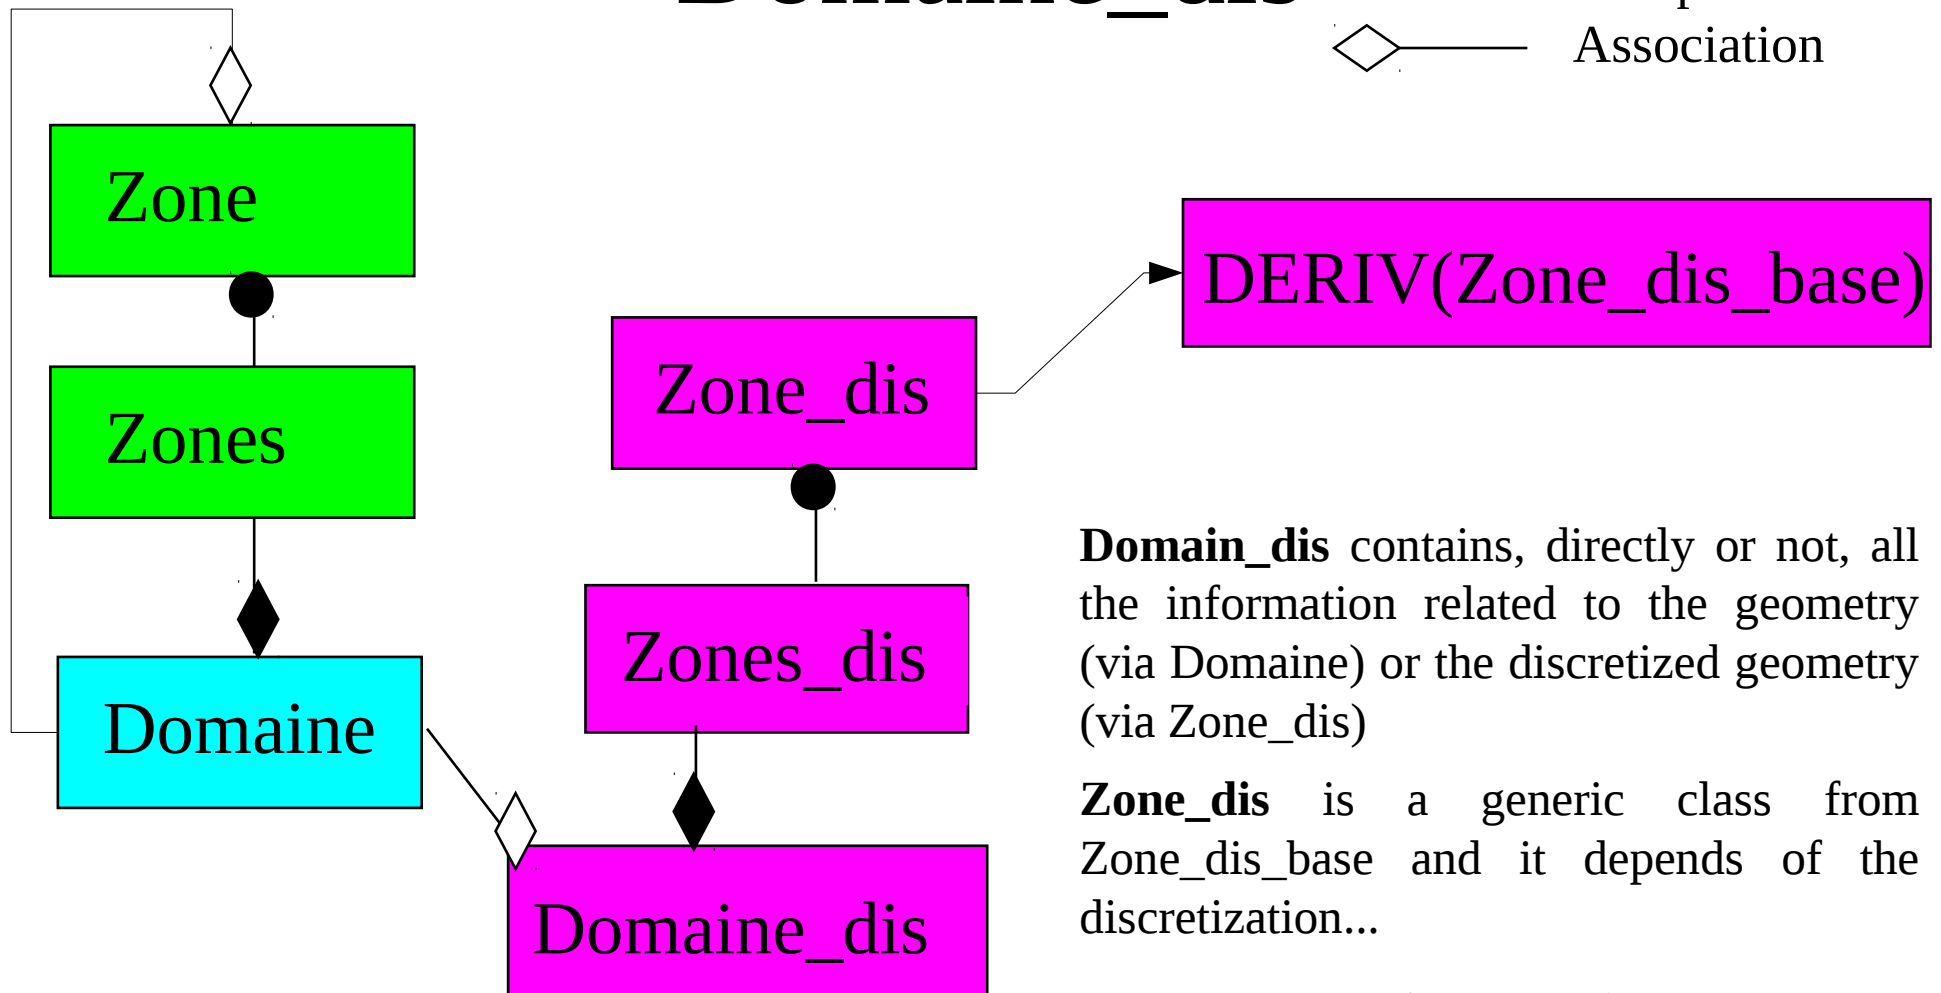 Domaine_dis
Association
Zone
DERIV(Zone_dis_base)
Zone_dis
Zones
Zones_dis
Domaine
Domaine_dis
Domain_dis contains, directly or not, all
the information related to the geometry
(via Domaine) or the discretized geometry
(via Zone_dis)
Zone_dis is a generic class from
Zone_dis_base and it depends of the
discretization...